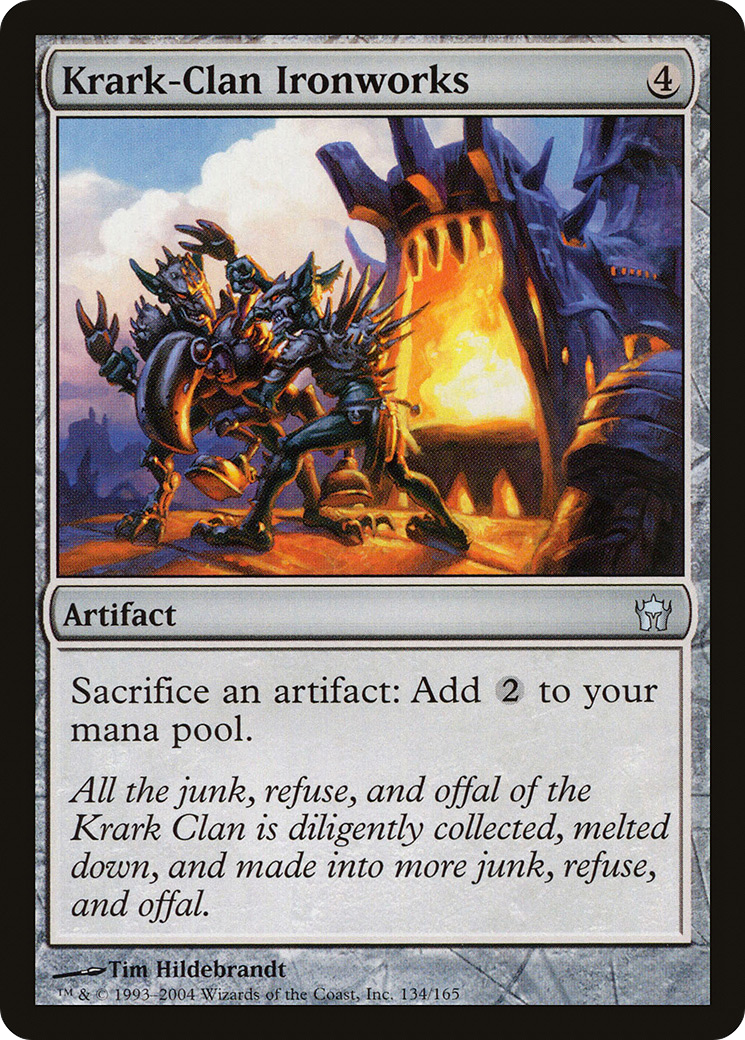 Krark-Clan Ironworks 4
Artifact
Sacrifice an artifact: Add 2 to your
mana pool.
All the junk, refuse, and offal of the
Krark Clan is diligently collected, melted
down, and made into more junk, refuse,
and offal.
Tim Hildebrandt
™ & © 1993–2004 Wizards of the Coast, Inc. 134/165